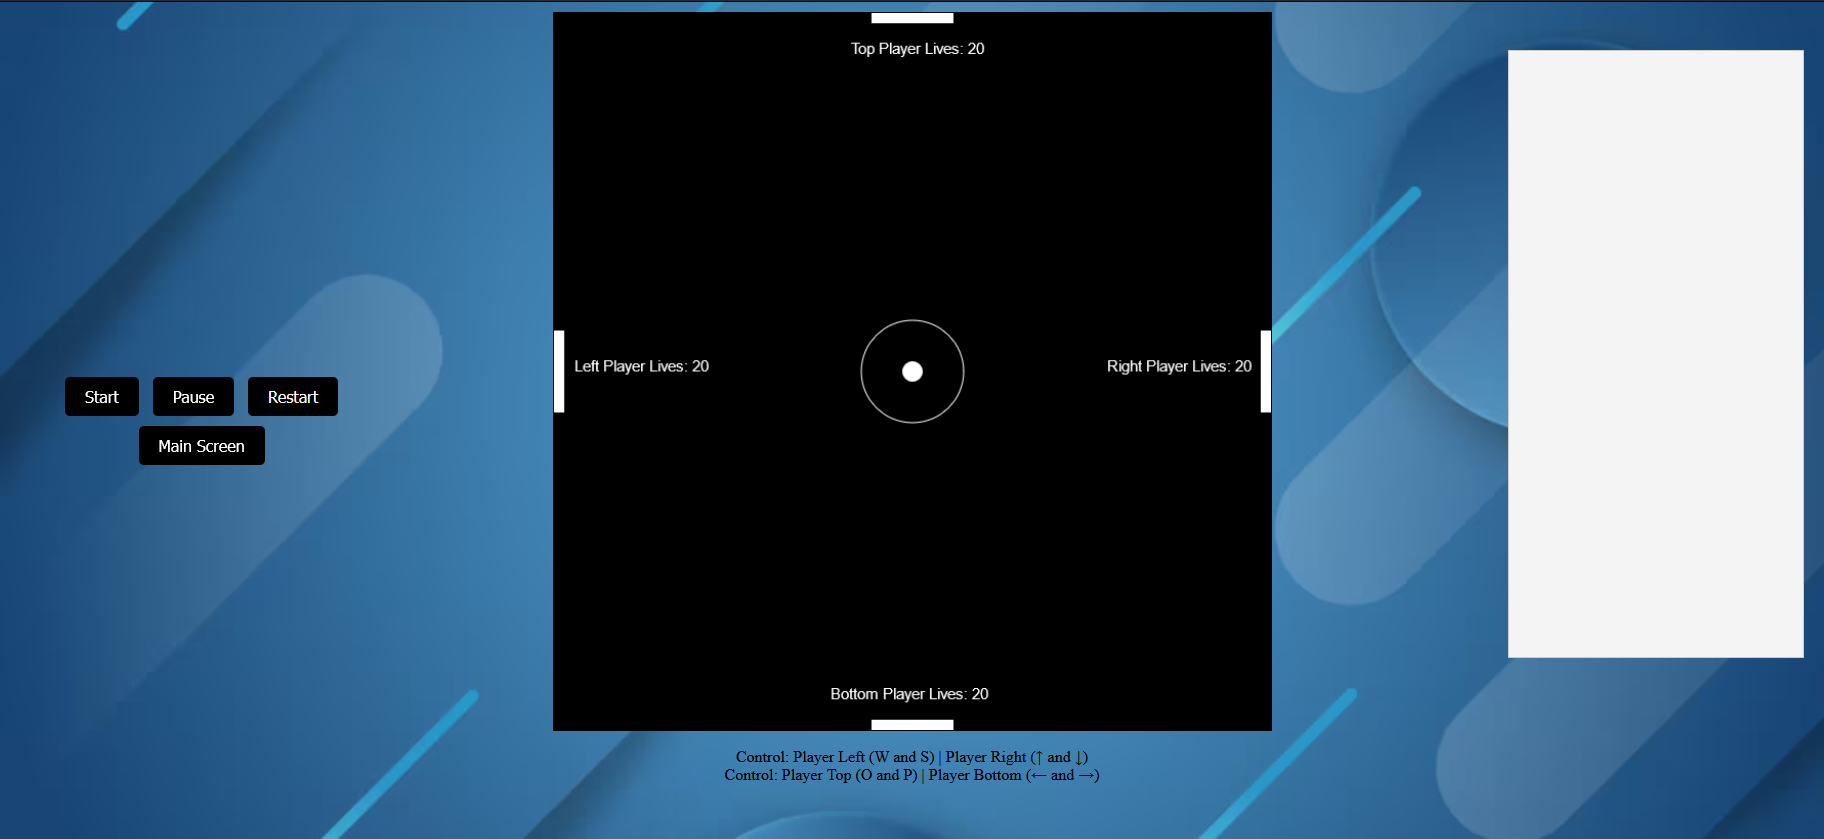 Top Player Lives: 20
Left Player Lives: 20
Right Player Lives: 20
Start
Pause
Restart
Main Screen
Bottom Player Lives: 20
Control: Player Left (W and S) | Player Right (↑ and ↓)
Control: Player Top (O and P) | Player Bottom (← and →)